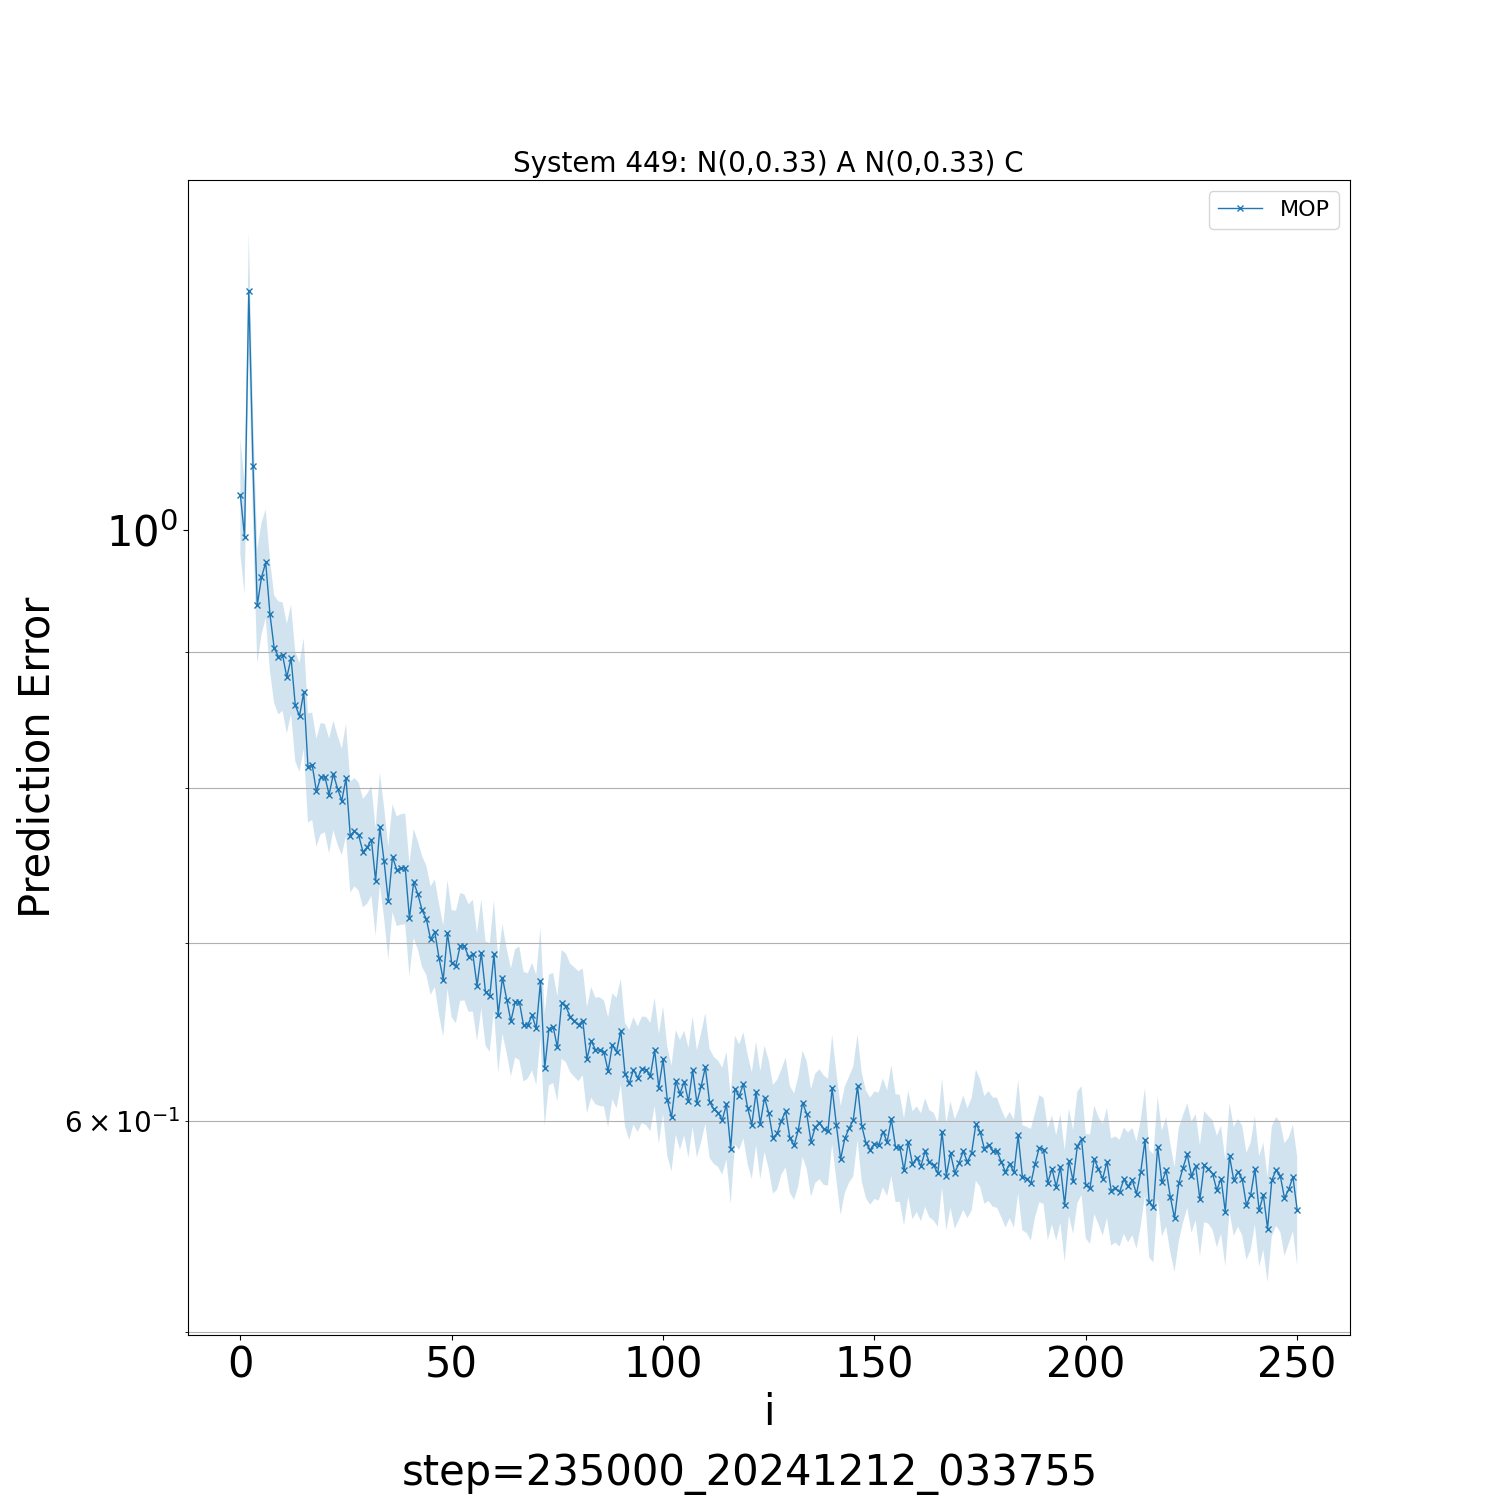 System 449: N(0,0.33) A N(0,0.33) C
MOP
10⁰
6 × 10⁻¹
Prediction Error
0 50 100 150 200 250
i
step=235000_20241212_033755